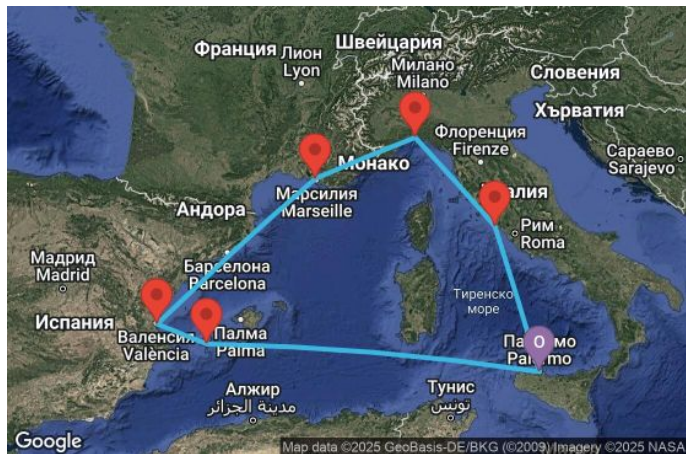 Франция
Лион
Lyon
Швейцария
Милано
Milano
Словения
Хърватия
Флоренция
Firenze
Сараево
Sarajevo
Монако
Марсилия
Marseille
Андора
Рим
Roma
Мадрид
Madrid
Барселона
Barcelona
Тиренско
море
Испания
Валенсия
València
Палма
Palma
O
Palermo
Алжир
مدينة الجزائر
Тунис
تونس
Google
Map data ©2025 GeoBasis-DE/BKG (©2009) Imagery ©2025 NASA